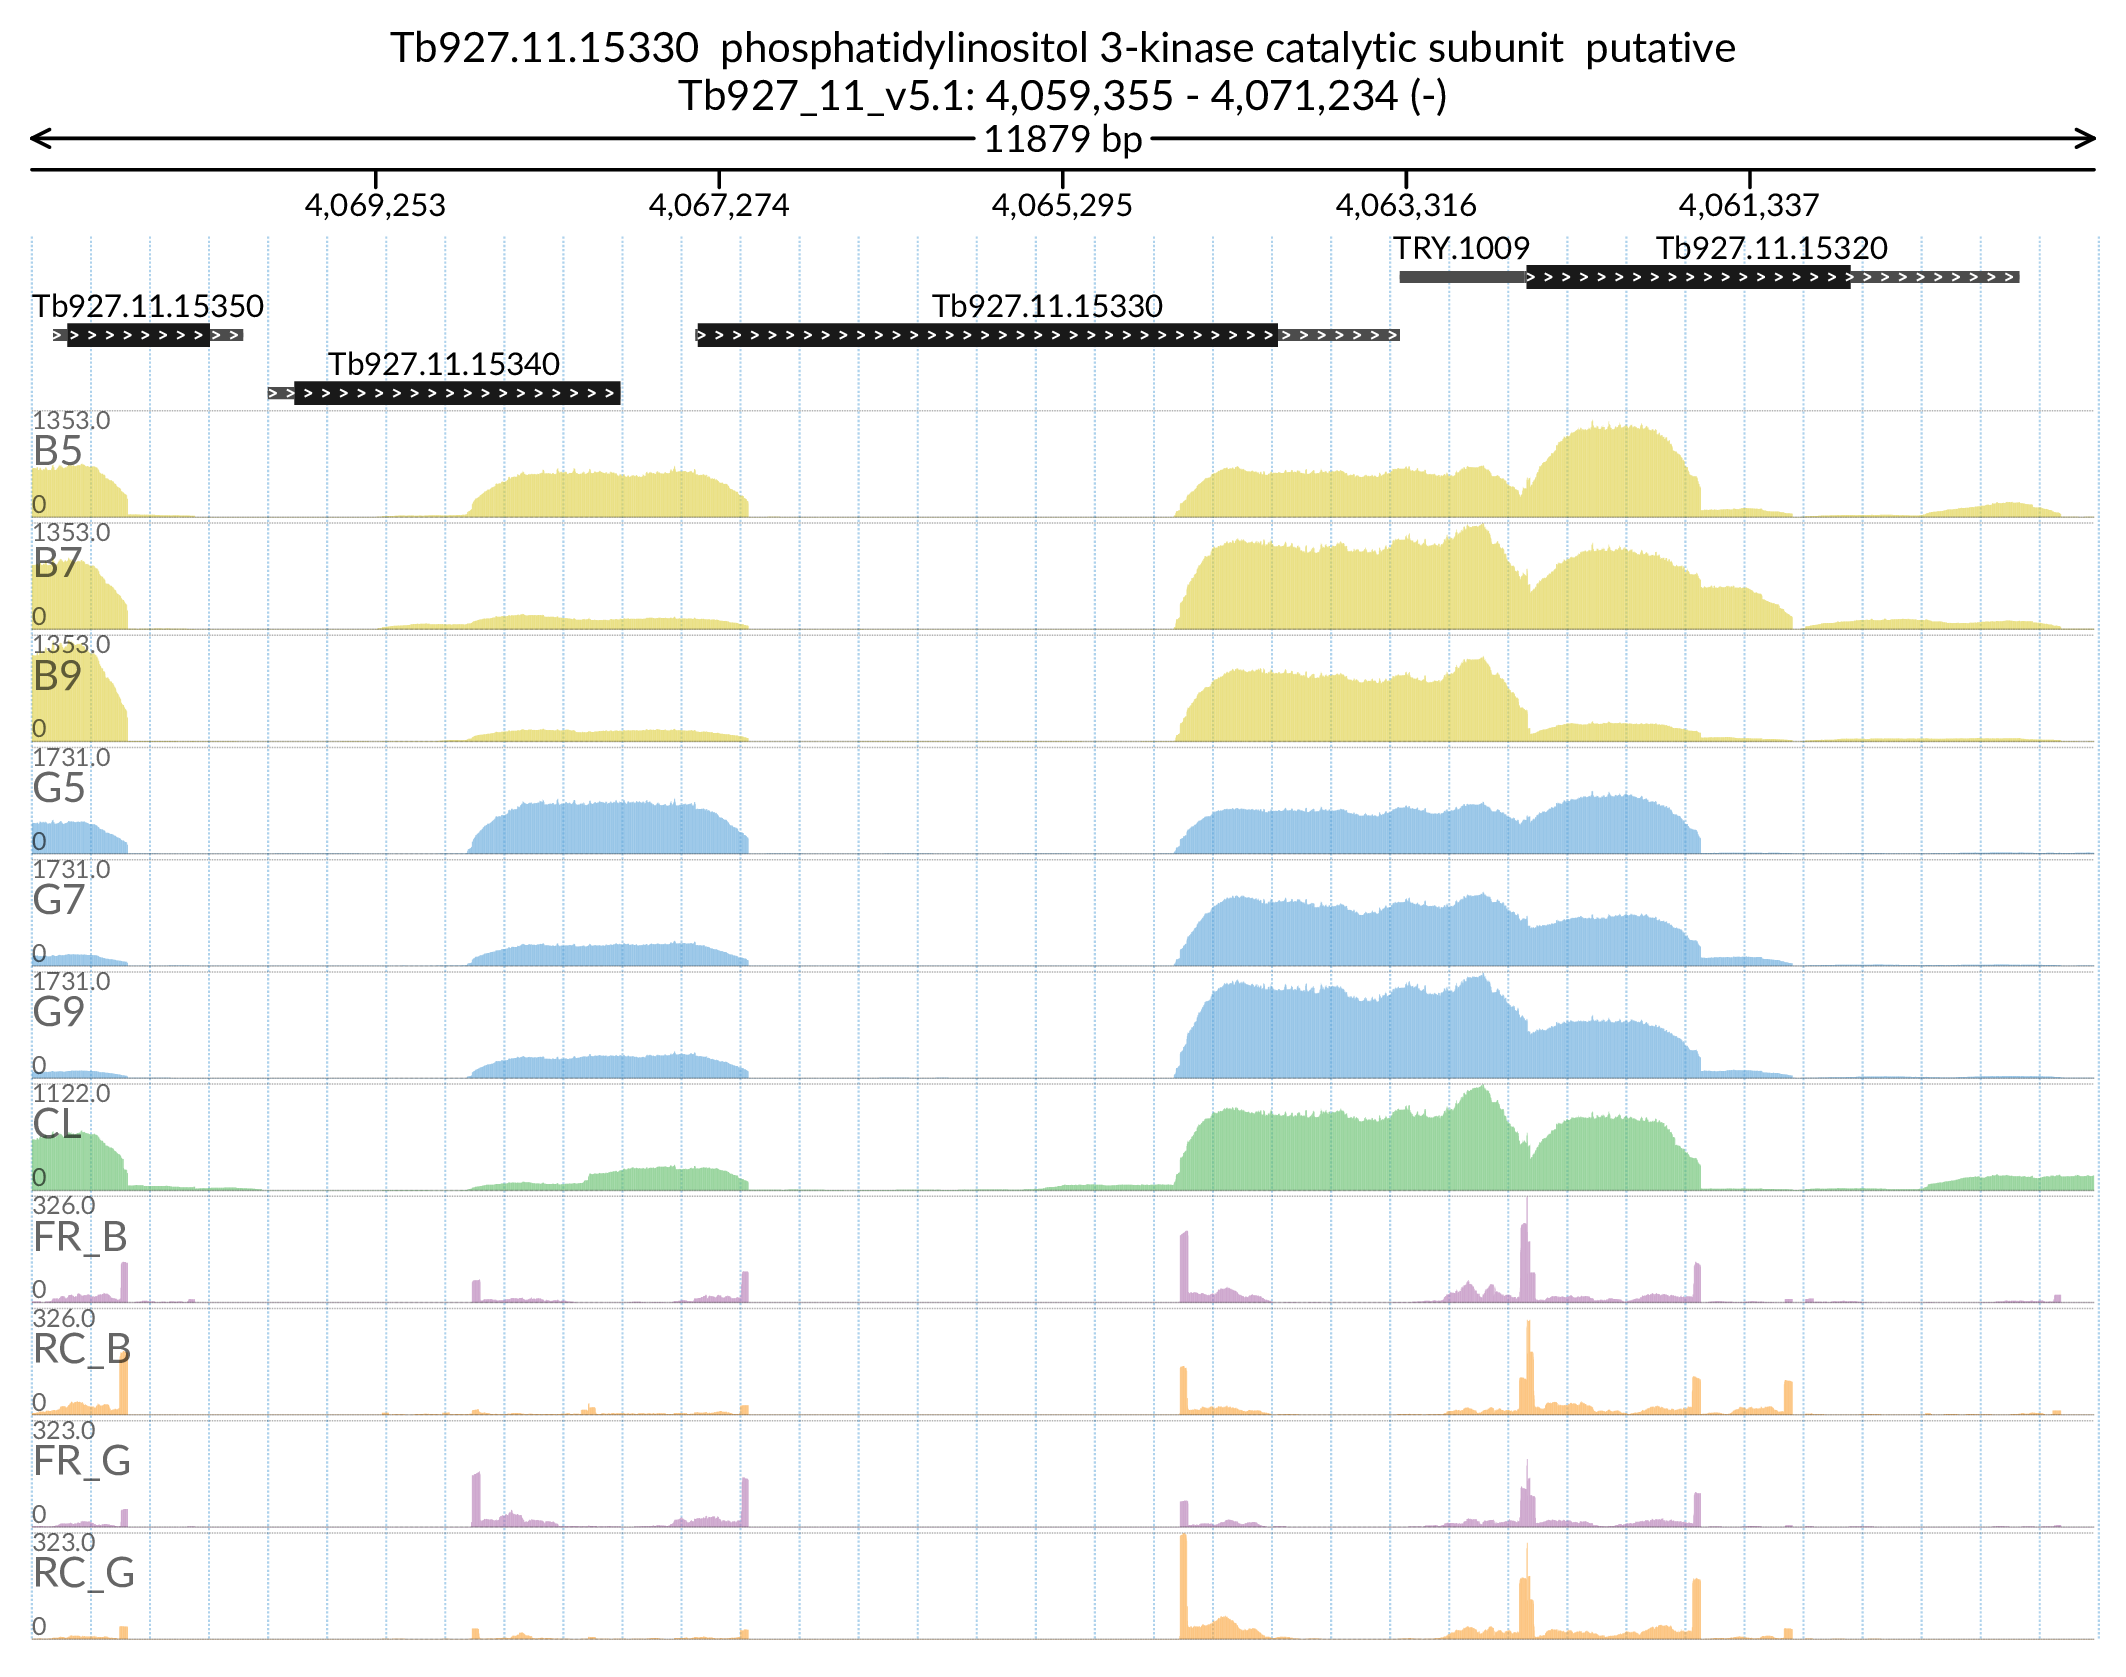 Tb927.11.15330  phosphatidylinositol 3-kinase catalytic subunit  putative
Tb927_11_v5.1: 4,059,355 - 4,071,234 (-)
11879 bp
4,069,253 4,067,274 4,065,295 4,063,316 4,061,337
TRY.1009 Tb927.11.15320
Tb927.11.15350 Tb927.11.15330
Tb927.11.15340
1353.0
B5
0
1353.0
B7
0
1353.0
B9
0
1731.0
G5
0
1731.0
G7
0
1731.0
G9
0
1122.0
CL
0
326.0
FR_B
0
326.0
RC_B
0
323.0
FR_G
0
323.0
RC_G
0